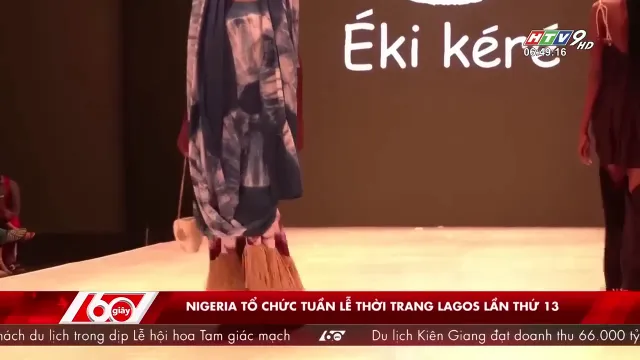 Éki kéré
HTV9 HD
06:49:16
60 giây
NIGERIA TỔ CHỨC TUẦN LỄ THỜI TRANG LAGOS LẦN THỨ 13
hách du lịch trong dịp Lễ hội hoa Tam giác mạch 60 Du lịch Kiên Giang đạt doanh thu 66.000 tỷ